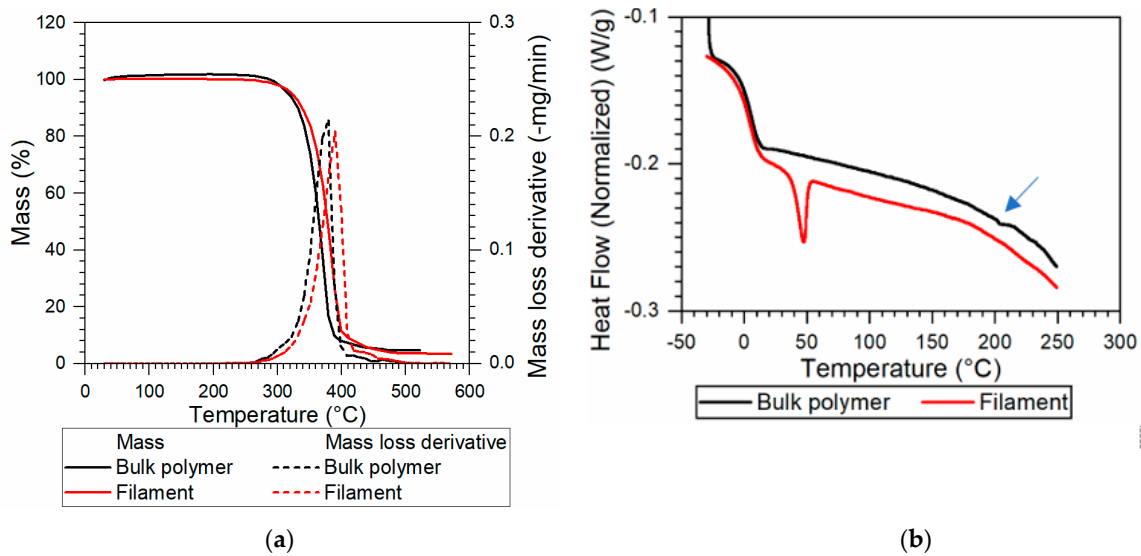 120
100
80
60
40
20
0
Mass (%)
0.3
0.2
0.1
0.0
Mass loss derivative (-mg/min)
0 100 200 300 400 500 600
Temperature (°C)
Mass Mass loss derivative
Bulk polymer Bulk polymer
Filament Filament
(a)
-0.1
-0.2
-0.3
Heat Flow (Normalized) (W/g)
-50 0 50 100 150 200 250 300
Temperature (°C)
Bulk polymer Filament
(b)